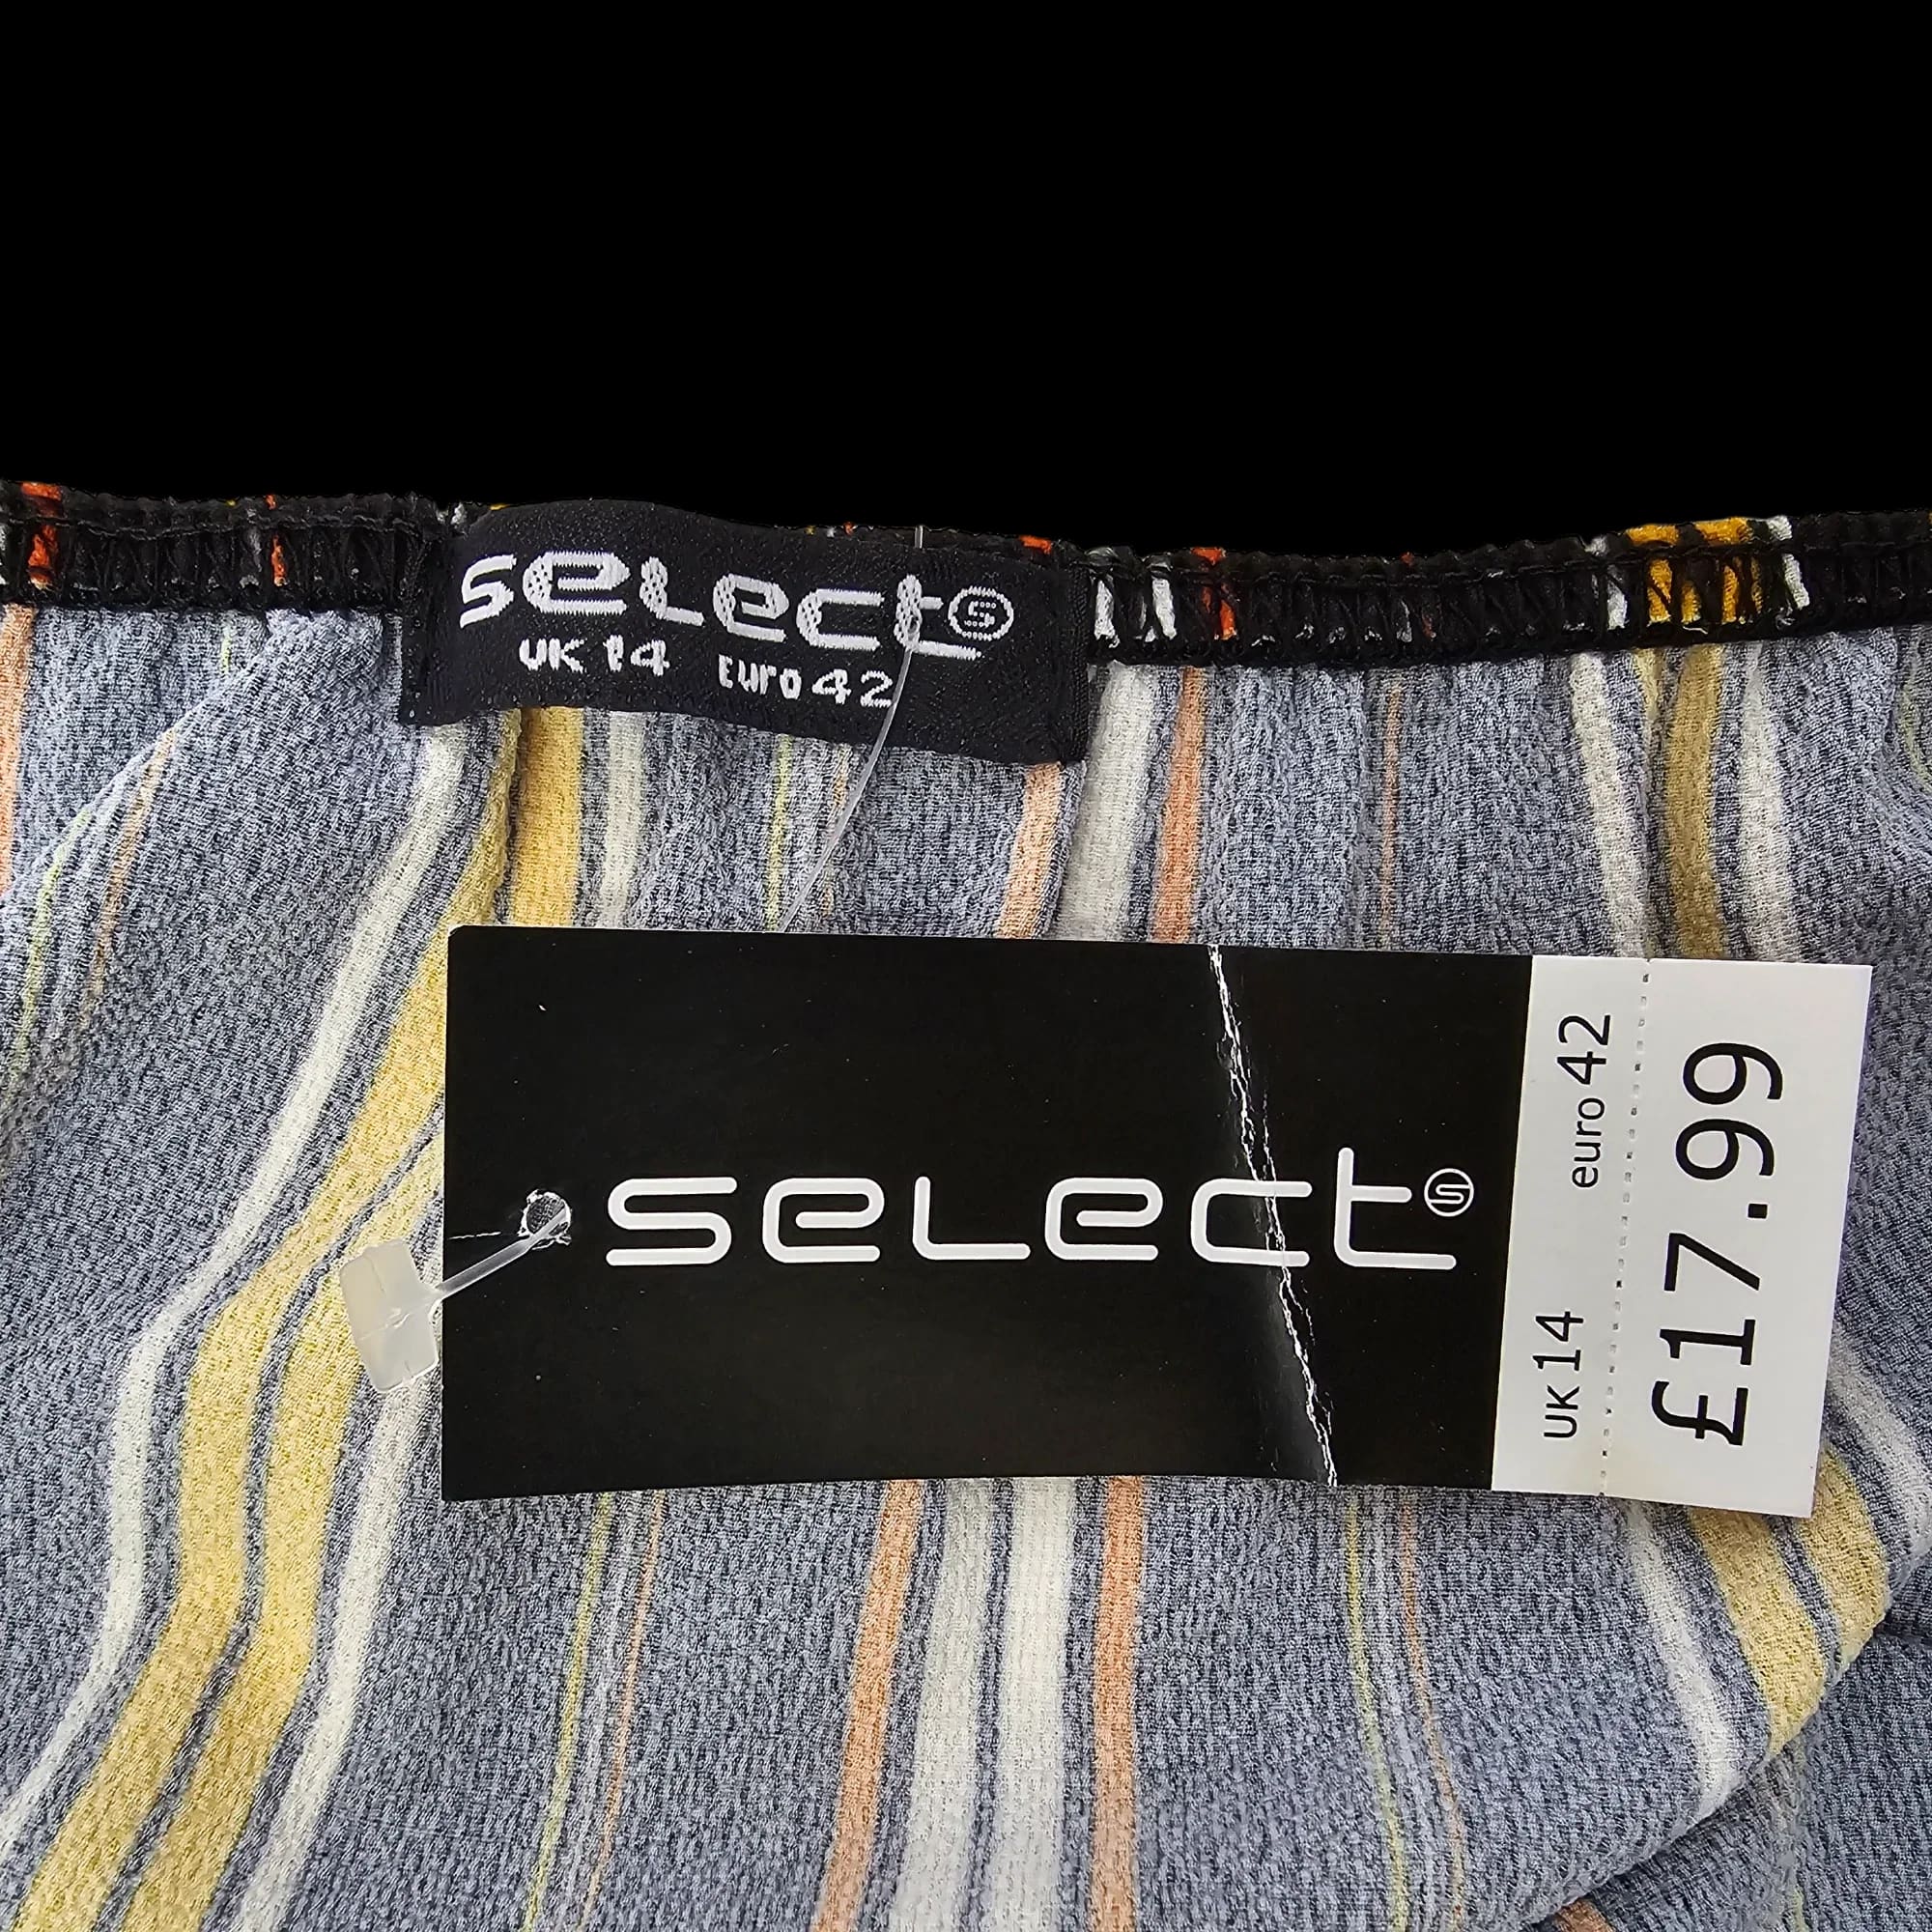 seLect Ⓢ
UK 14 Euro 42
seLect Ⓢ
UK 14 euro 42
£17.99